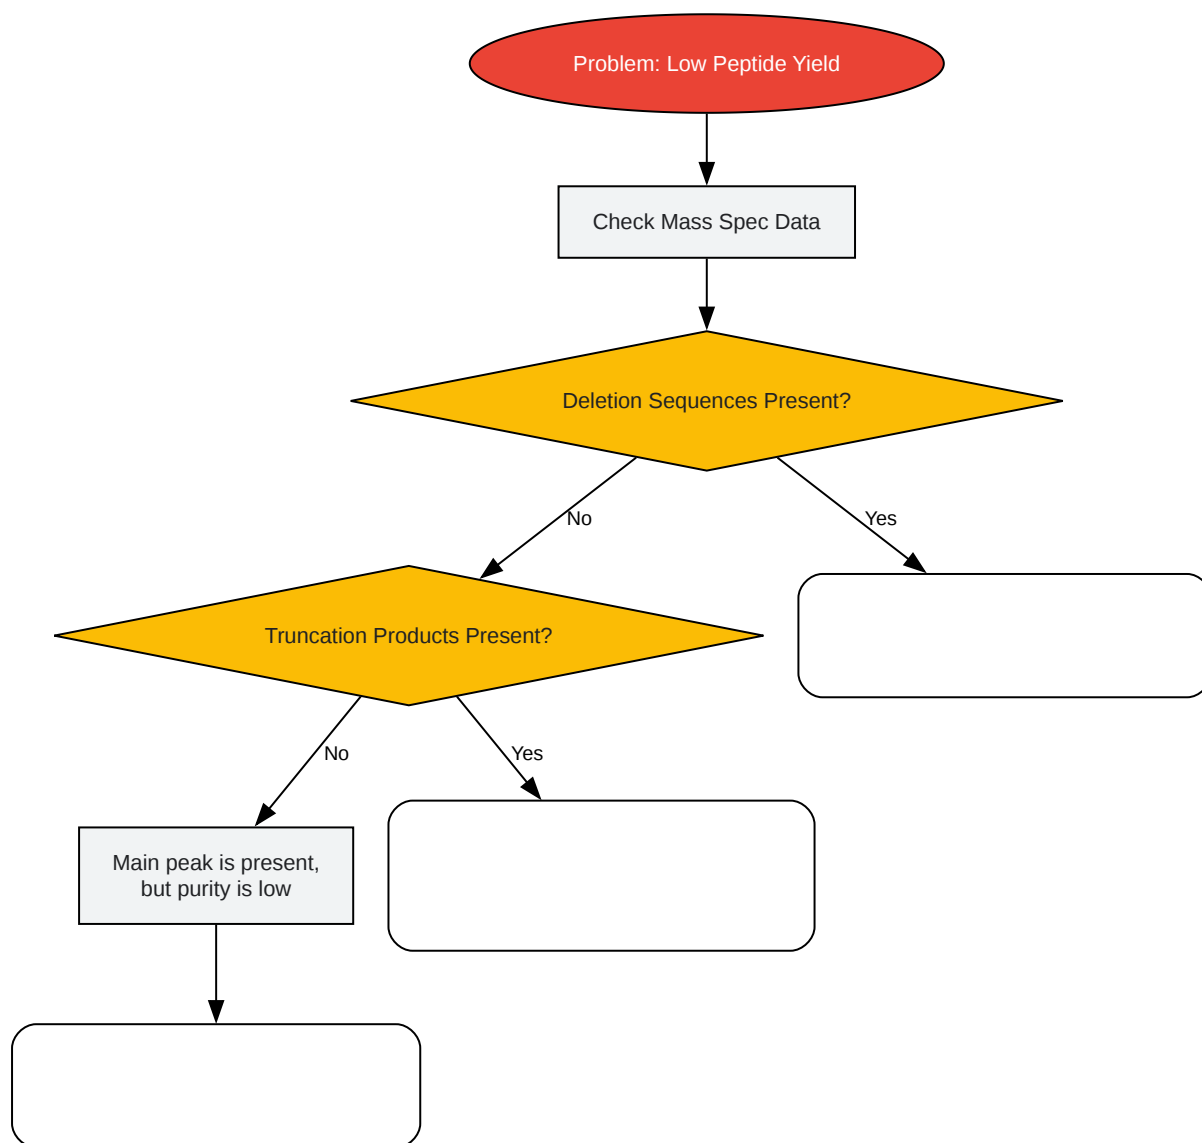 Problem: Low Peptide Yield
Check Mass Spec Data
Deletion Sequences Present?
No
Yes
Truncation Products Present?
No
Yes
Main peak is present,
but purity is low